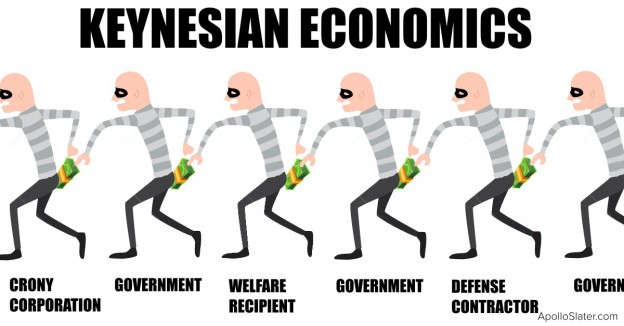 KEYNESIAN ECONOMICS
CRONY
CORPORATION
GOVERNMENT
WELFARE
RECIPIENT
GOVERNMENT
DEFENSE
CONTRACTOR
GOVERN
ApolloSlater.com